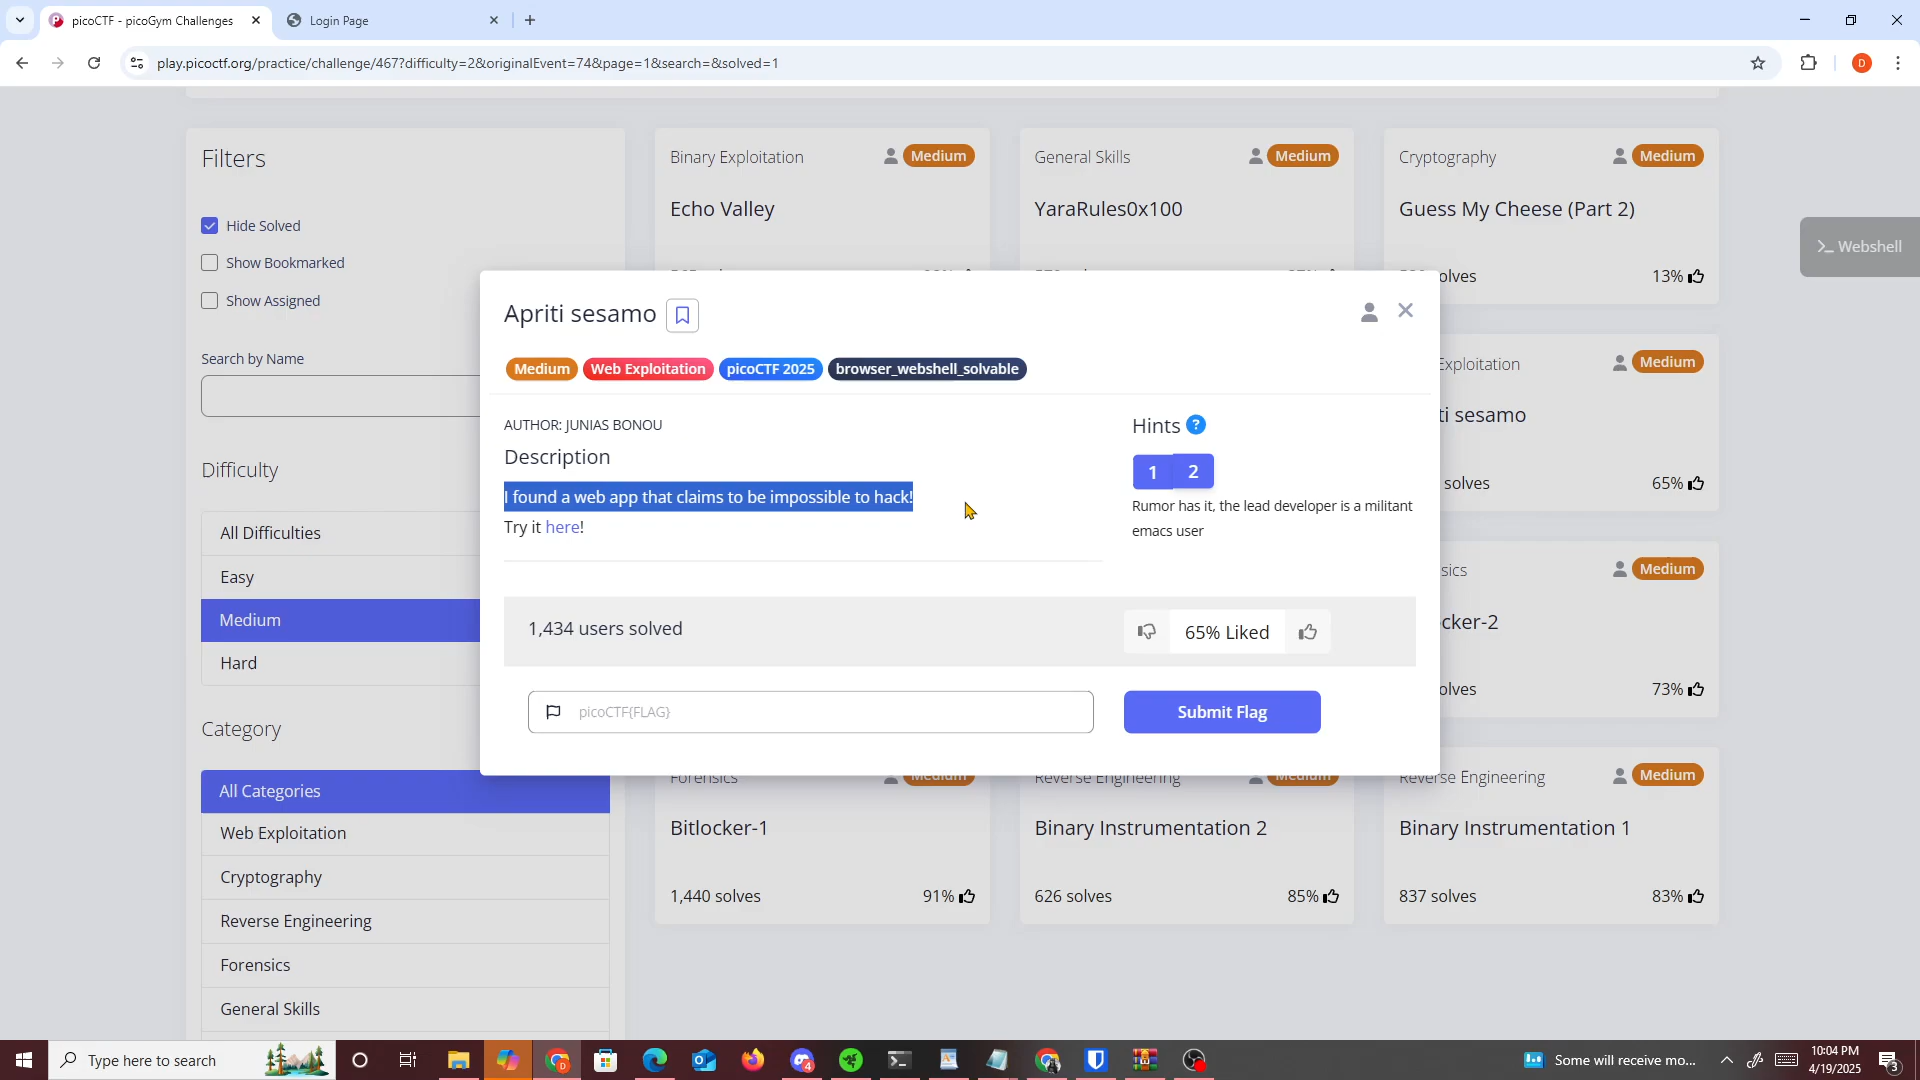 picoCTF - picoGym Challenges
Login Page
play.picoctf.org/practice/challenge/467?difficulty=2&originalEvent=74&page=1&search=&solved=1
D
Filters
Hide Solved
Show Bookmarked
Show Assigned
Search by Name
Difficulty
All Difficulties
Easy
Medium
Hard
Category
All Categories
Web Exploitation
Cryptography
Reverse Engineering
Forensics
General Skills
Binary Exploitation
Medium
Echo Valley
General Skills
Medium
YaraRules0x100
Cryptography
Medium
Guess My Cheese (Part 2)
olves
13%
>_ Webshell
Apriti sesamo
Medium
Web Exploitation
picoCTF 2025
browser_webshell_solvable
AUTHOR: JUNIAS BONOU
Description
I found a web app that claims to be impossible to hack!
Try it here!
Hints ?
1
2
Rumor has it, the lead developer is a militant
emacs user
1,434 users solved
65% Liked
picoCTF{FLAG}
Submit Flag
Exploitation
Medium
ti sesamo
solves
65%
sics
Medium
cker-2
olves
73%
Forensics
Medium
Bitlocker-1
1,440 solves
91%
Reverse Engineering
Medium
Binary Instrumentation 2
626 solves
85%
Reverse Engineering
Medium
Binary Instrumentation 1
837 solves
83%
Type here to search
D
4
Some will receive mo...
10:04 PM
4/19/2025
3